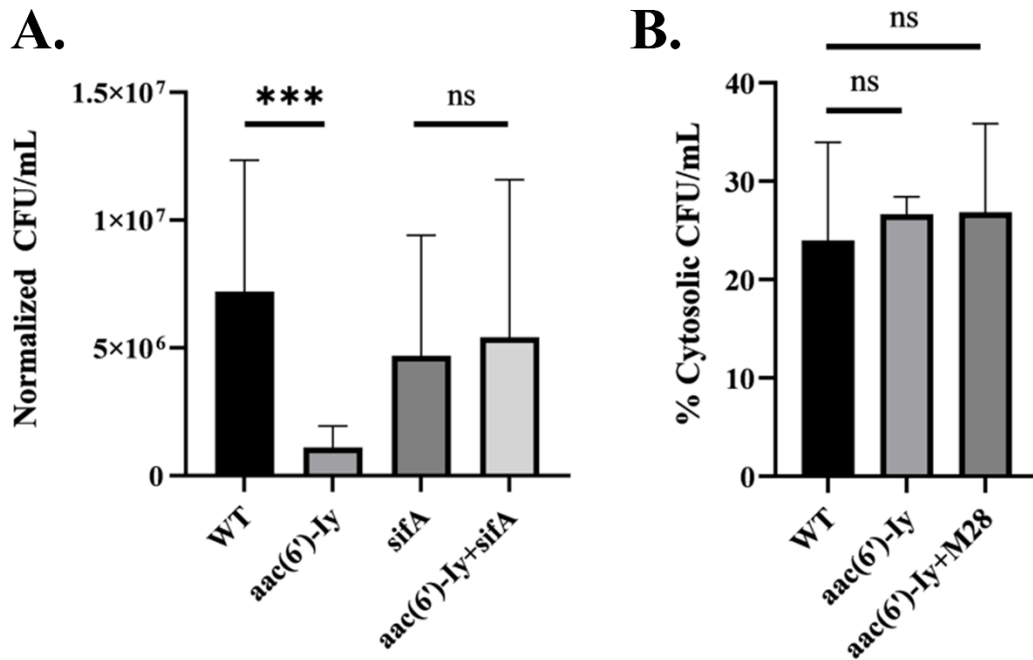 A.
Normalized CFU/mL
1.5×10⁷
1×10⁷
5×10⁶
0
***
ns
WT
aac(6')-Iy
sifA
aac(6')-Iy+sifA
B.
% Cytosolic CFU/mL
40
30
20
10
0
ns
ns
WT
aac(6')-Iy
aac(6')-Iy+M28